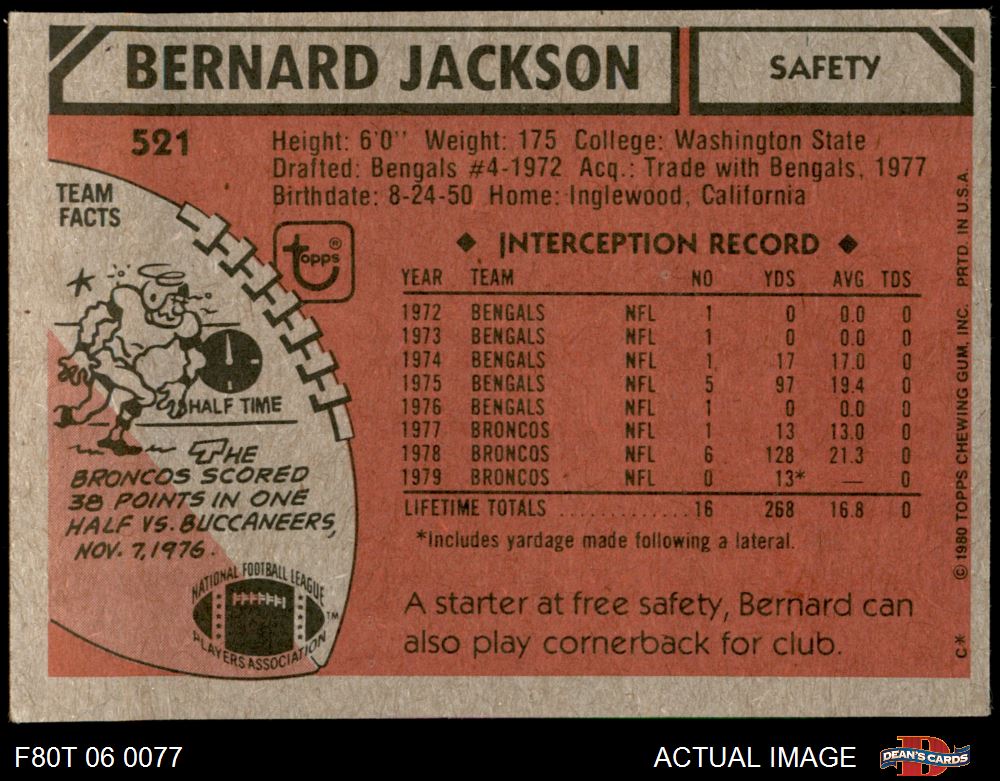 BERNARD JACKSON
SAFETY
521
Height: 6'0" Weight: 175 College: Washington State
Drafted: Bengals #4-1972 Acq.: Trade with Bengals, 1977
Birthdate: 8-24-50 Home: Inglewood, California
TEAM
FACTS
topps®
◆ INTERCEPTION RECORD ◆
YEAR TEAM NO YDS AVG TDS
1972 BENGALS NFL 1 0 0.0 0
1973 BENGALS NFL 1 0 0.0 0
1974 BENGALS NFL 1 17 17.0 0
1975 BENGALS NFL 5 97 19.4 0
1976 BENGALS NFL 1 0 0.0 0
1977 BRONCOS NFL 1 13 13.0 0
1978 BRONCOS NFL 6 128 21.3 0
1979 BRONCOS NFL 0 13* — 0
LIFETIME TOTALS ............. 16 268 16.8 0
*Includes yardage made following a lateral.
HALF TIME
THE
BRONCOS SCORED
38 POINTS IN ONE
HALF VS. BUCCANEERS,
NOV. 7, 1976.
NATIONAL FOOTBALL LEAGUE
PLAYERS ASSOCIATION
TM
A starter at free safety, Bernard can
also play cornerback for club.
© 1980 TOPPS CHEWING GUM, INC. PRTD. IN U.S.A.
C*
F80T 06 0077
ACTUAL IMAGE
DEAN'S CARDS